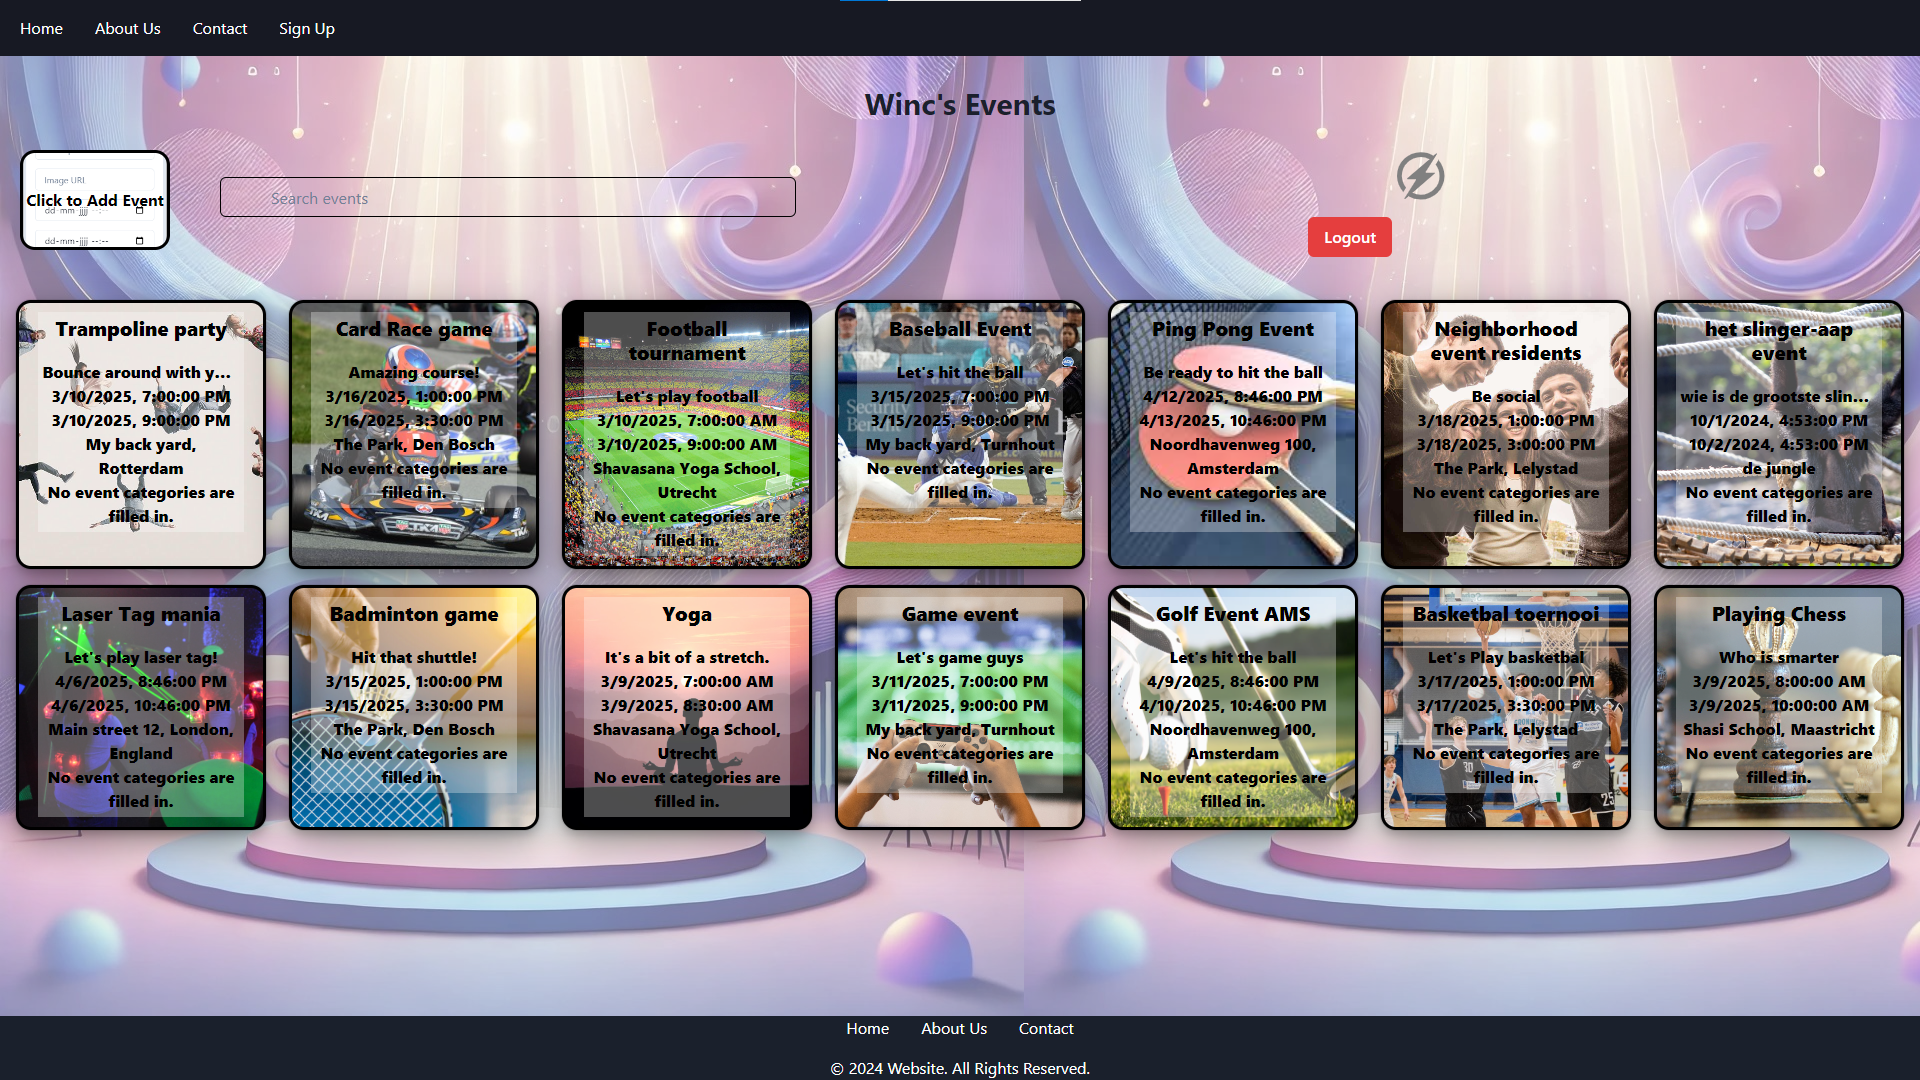 Home About Us Contact Sign Up
Winc's Events
Image URL
Click to Add Event
dd-mm-jjjj --:--
dd-mm-jjjj --:--
Search events
Logout
Trampoline party
Bounce around with y...
3/10/2025, 7:00:00 PM
3/10/2025, 9:00:00 PM
My back yard,
Rotterdam
No event categories are
filled in.
Card Race game
Amazing course!
3/16/2025, 1:00:00 PM
3/16/2025, 3:30:00 PM
The Park, Den Bosch
No event categories are
filled in.
TKA
Football
tournament
Let's play football
3/10/2025, 7:00:00 AM
3/10/2025, 9:00:00 AM
Shavasana Yoga School,
Utrecht
No event categories are
filled in.
Baseball Event
Let's hit the ball
3/15/2025, 7:00:00 PM
3/15/2025, 9:00:00 PM
My back yard, Turnhout
No event categories are
filled in.
Security
Ping Pong Event
Be ready to hit the ball
4/12/2025, 8:46:00 PM
4/13/2025, 10:46:00 PM
Noordhavenweg 100,
Amsterdam
No event categories are
filled in.
Neighborhood
event residents
Be social
3/18/2025, 1:00:00 PM
3/18/2025, 3:00:00 PM
The Park, Lelystad
No event categories are
filled in.
het slinger-aap
event
wie is de grootste slin...
10/1/2024, 4:53:00 PM
10/2/2024, 4:53:00 PM
de jungle
No event categories are
filled in.
Laser Tag mania
Let's play laser tag!
4/6/2025, 8:46:00 PM
4/6/2025, 10:46:00 PM
Main street 12, London,
England
No event categories are
filled in.
Badminton game
Hit that shuttle!
3/15/2025, 1:00:00 PM
3/15/2025, 3:30:00 PM
The Park, Den Bosch
No event categories are
filled in.
Yoga
It's a bit of a stretch.
3/9/2025, 7:00:00 AM
3/9/2025, 8:30:00 AM
Shavasana Yoga School,
Utrecht
No event categories are
filled in.
Game event
Let's game guys
3/11/2025, 7:00:00 PM
3/11/2025, 9:00:00 PM
My back yard, Turnhout
No event categories are
filled in.
Golf Event AMS
Let's hit the ball
4/9/2025, 8:46:00 PM
4/10/2025, 10:46:00 PM
Noordhavenweg 100,
Amsterdam
No event categories are
filled in.
Basketbal toernooi
Let's Play basketbal
3/17/2025, 1:00:00 PM
3/17/2025, 3:30:00 PM
The Park, Lelystad
No event categories are
filled in.
30
25
Playing Chess
Who is smarter
3/9/2025, 8:00:00 AM
3/9/2025, 10:00:00 AM
Shasi School, Maastricht
No event categories are
filled in.
Home About Us Contact
© 2024 Website. All Rights Reserved.